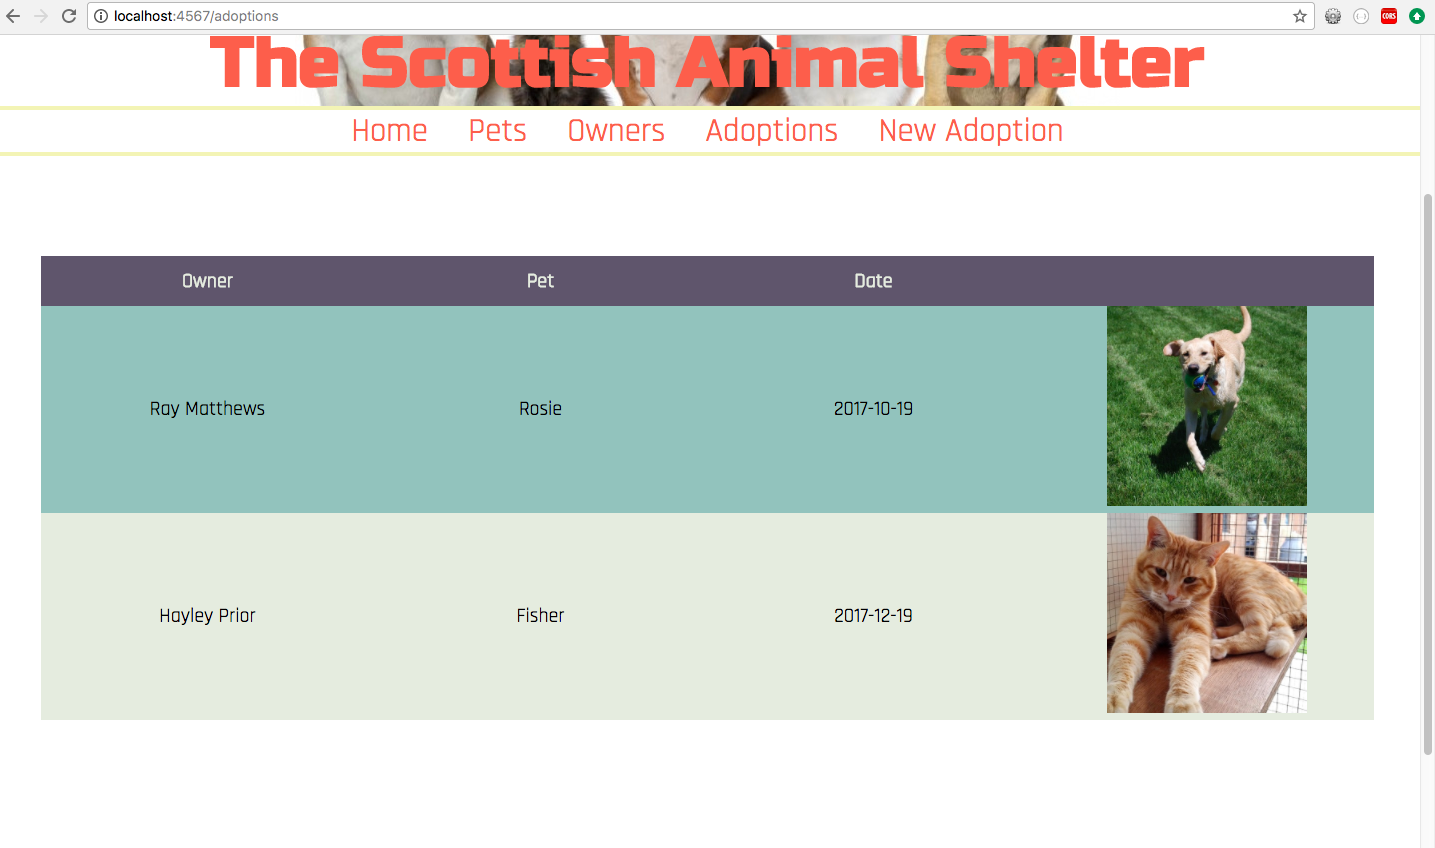 localhost:4567/adoptions
CORS
The Scottish Animal Shelter
Home Pets Owners Adoptions New Adoption
Owner Pet Date
Ray Matthews Rosie 2017-10-19
Hayley Prior Fisher 2017-12-19